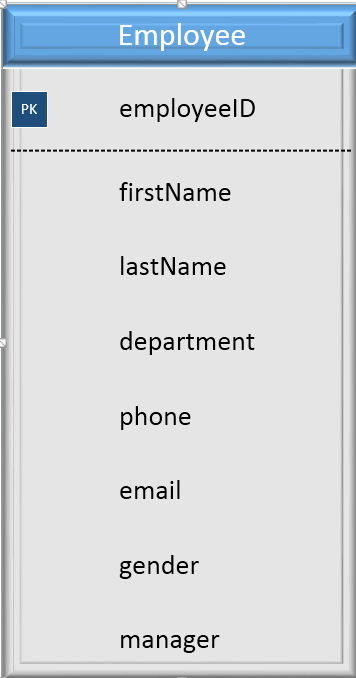 Employee
PK employeeID
firstName
lastName
department
phone
email
gender
manager